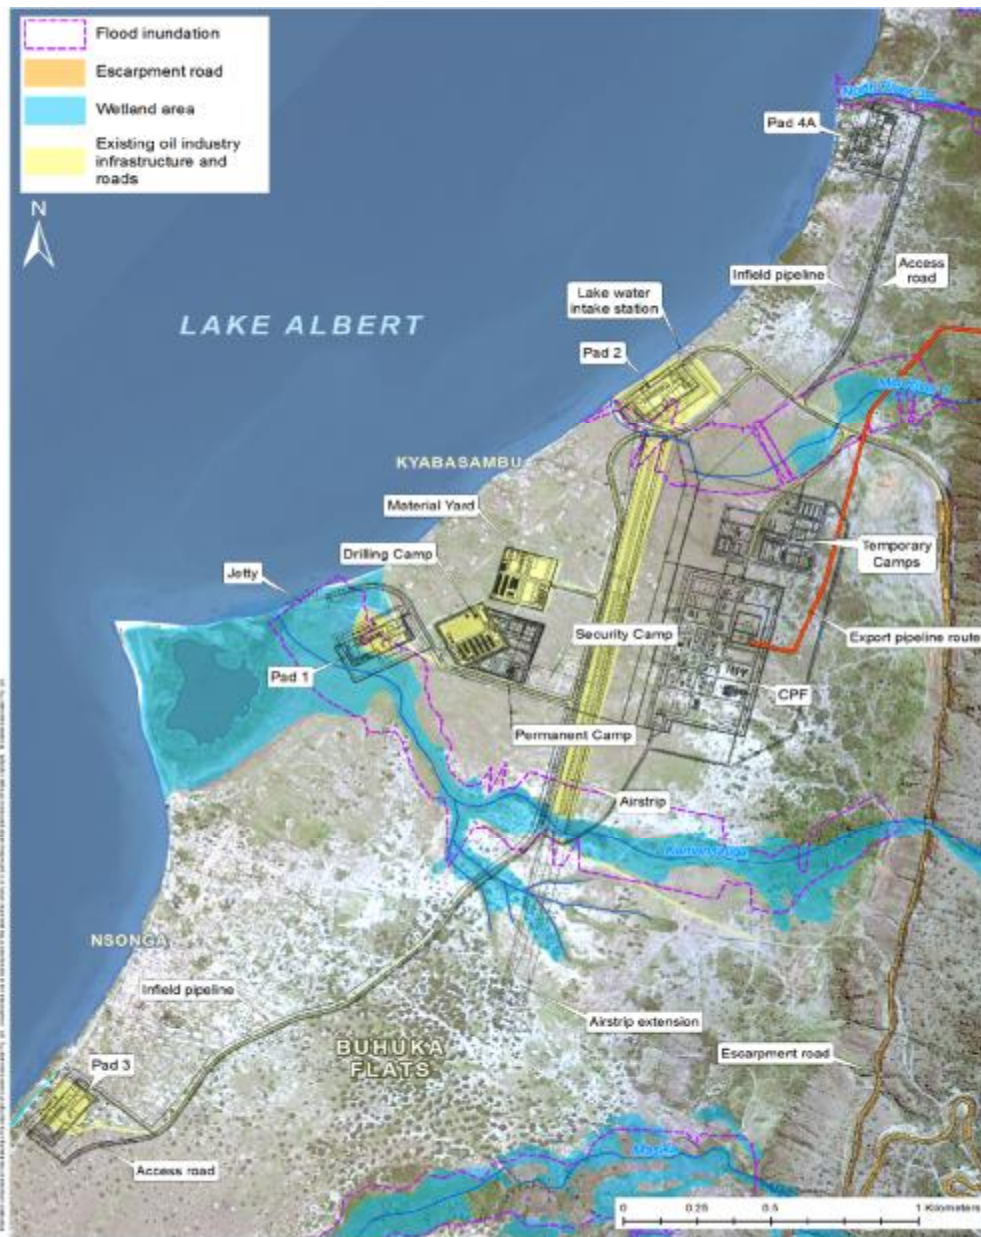 Flood inundation
Escarpment road
Wetland area
Existing oil industry
infrastructure and
roads
N
Pad 4A
Infield pipeline
Access
road
Lake water
intake station
LAKE ALBERT
Pad 2
KYABASAMBU
Material Yard
Drilling Camp
Temporary
Camps
Jetty
Security Camp
Export pipeline route
Pad 1
CPF
Permanent Camp
Airstrip
NSONGA
Infield pipeline
Airstrip extension
BUHUKA
FLATS
Escarpment road
Pad 3
Access road
0 0.25 0.5 1 Kilometers